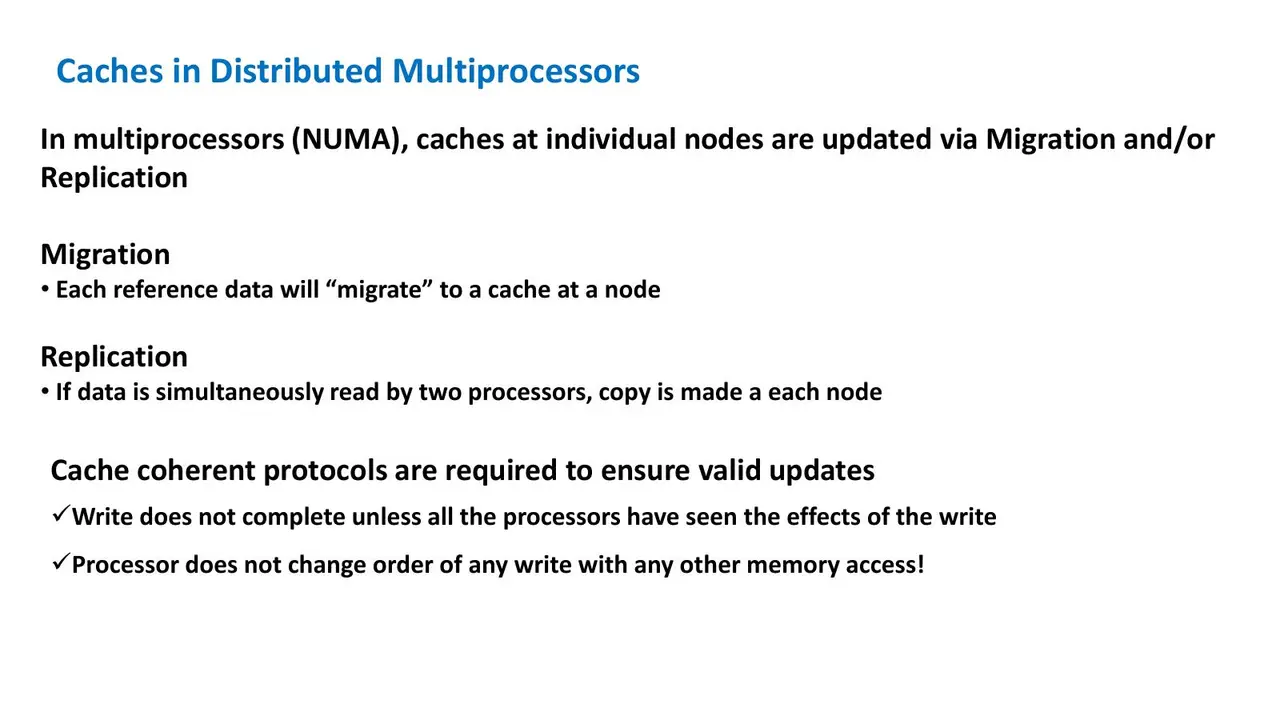 Caches in Distributed Multiprocessors
In multiprocessors (NUMA), caches at individual nodes are updated via Migration and/or
Replication
Migration
• Each reference data will “migrate” to a cache at a node
Replication
• If data is simultaneously read by two processors, copy is made a each node
Cache coherent protocols are required to ensure valid updates
✓Write does not complete unless all the processors have seen the effects of the write
✓Processor does not change order of any write with any other memory access!